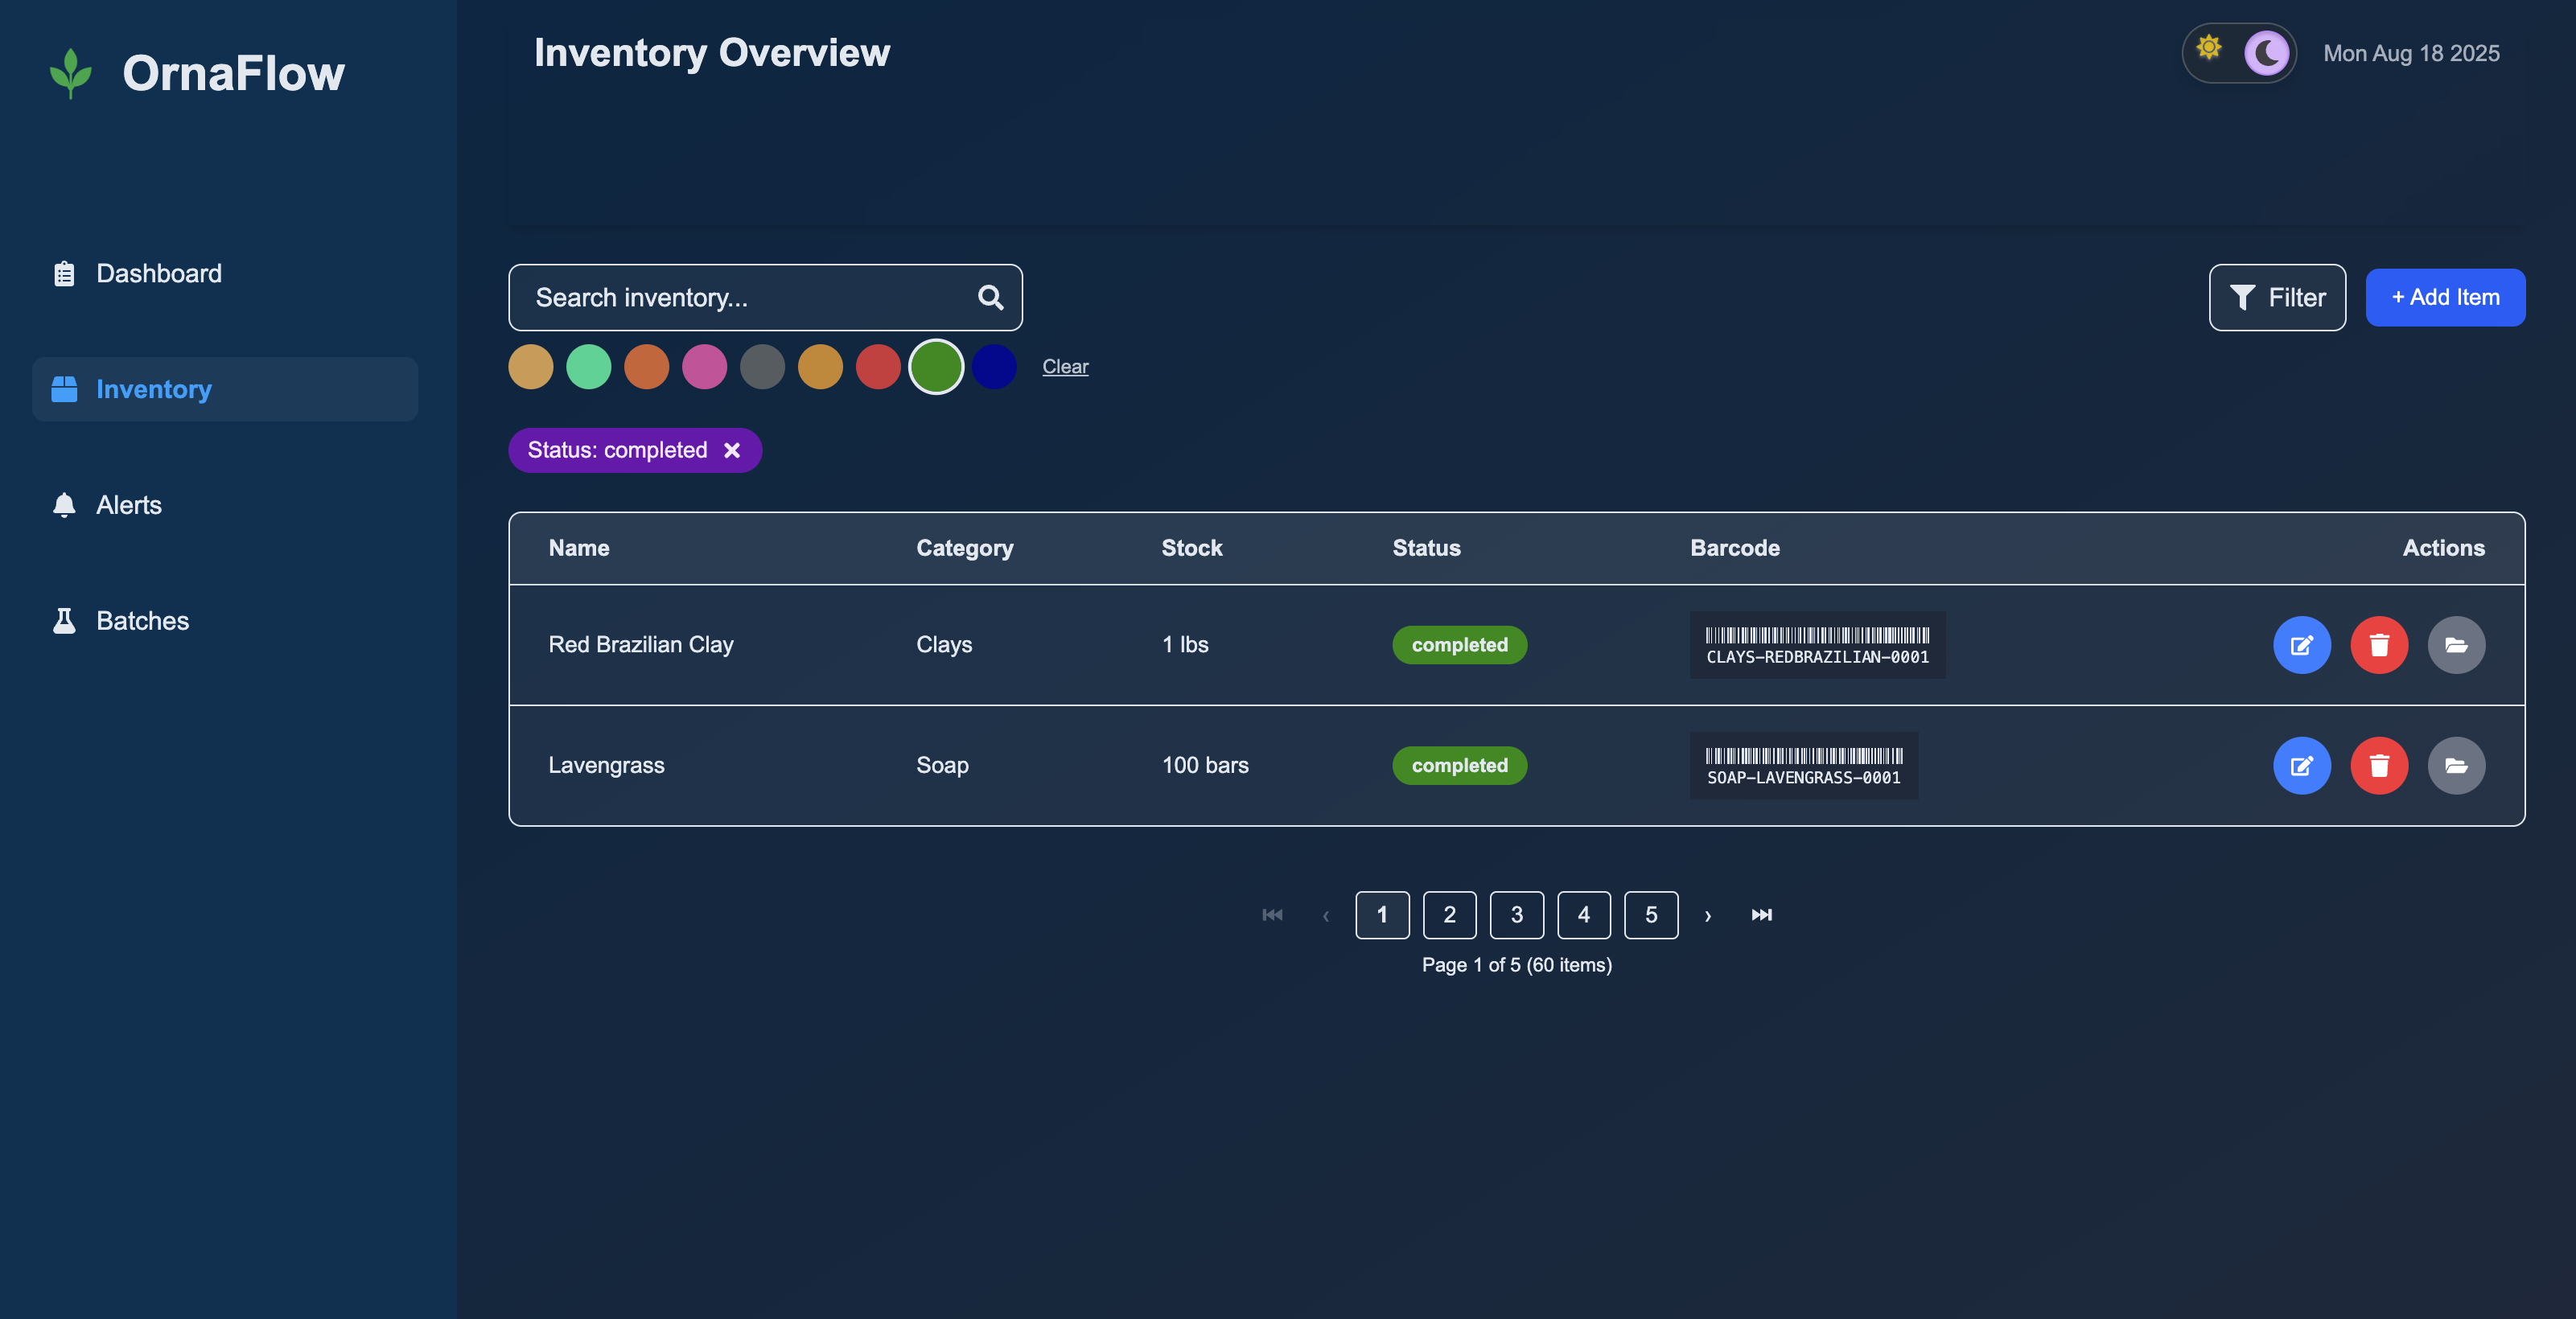 OrnaFlow
Dashboard
Inventory
Alerts
Batches
Inventory Overview
Mon Aug 18 2025
Search inventory...
Filter
+ Add Item
Clear
Status: completed
Name Category Stock Status Barcode Actions
Red Brazilian Clay Clays 1 lbs completed CLAYS-REDBRAZILIAN-0001
Lavengrass Soap 100 bars completed SOAP-LAVENGRASS-0001
1 2 3 4 5
Page 1 of 5 (60 items)